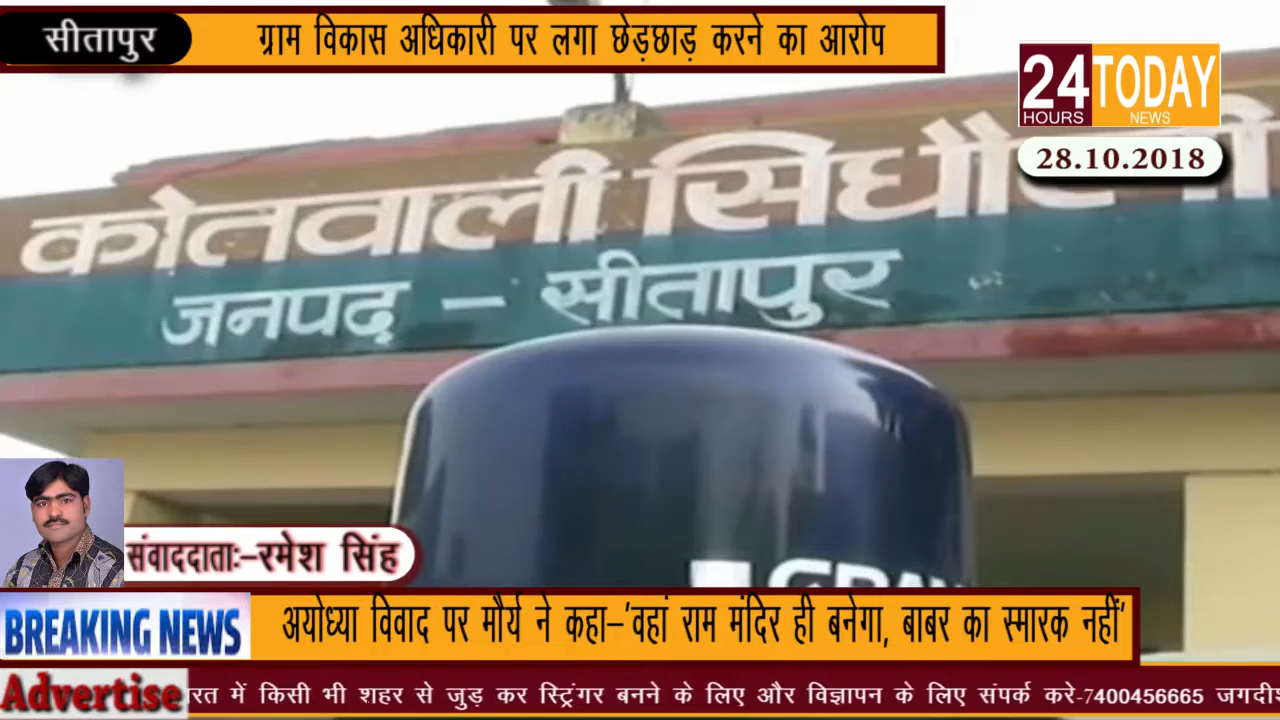 सीतापुर
ग्राम विकास अधिकारी पर लगा छेड़छाड़ करने का आरोप
24 TODAY
HOURS NEWS
28.10.2018
कोतवाली
जनपद – सीतापुर
संवाददाताः–रमेश सिंह
BREAKING NEWS
अयोध्या विवाद पर मौर्य ने कहा–'वहां राम मंदिर ही बनेगा, बाबर का स्मारक नहीं'
Advertise
में किसी भी शहर से जुड़ कर स्ट्रिंगर बनने के लिए और विज्ञापन के लिए संपर्क करे-7400456665